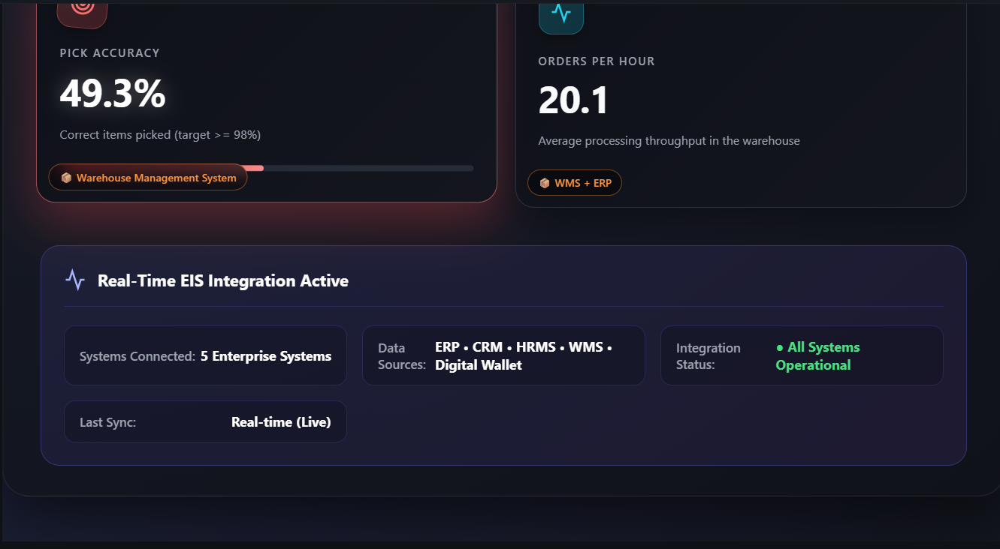 PICK ACCURACY
49.3%
Correct items picked (target >= 98%)
Warehouse Management System
ORDERS PER HOUR
20.1
Average processing throughput in the warehouse
WMS + ERP
Real-Time EIS Integration Active
Systems Connected: 5 Enterprise Systems
Data Sources:
ERP • CRM • HRMS • WMS •
Digital Wallet
Integration Status:
● All Systems
Operational
Last Sync: Real-time (Live)